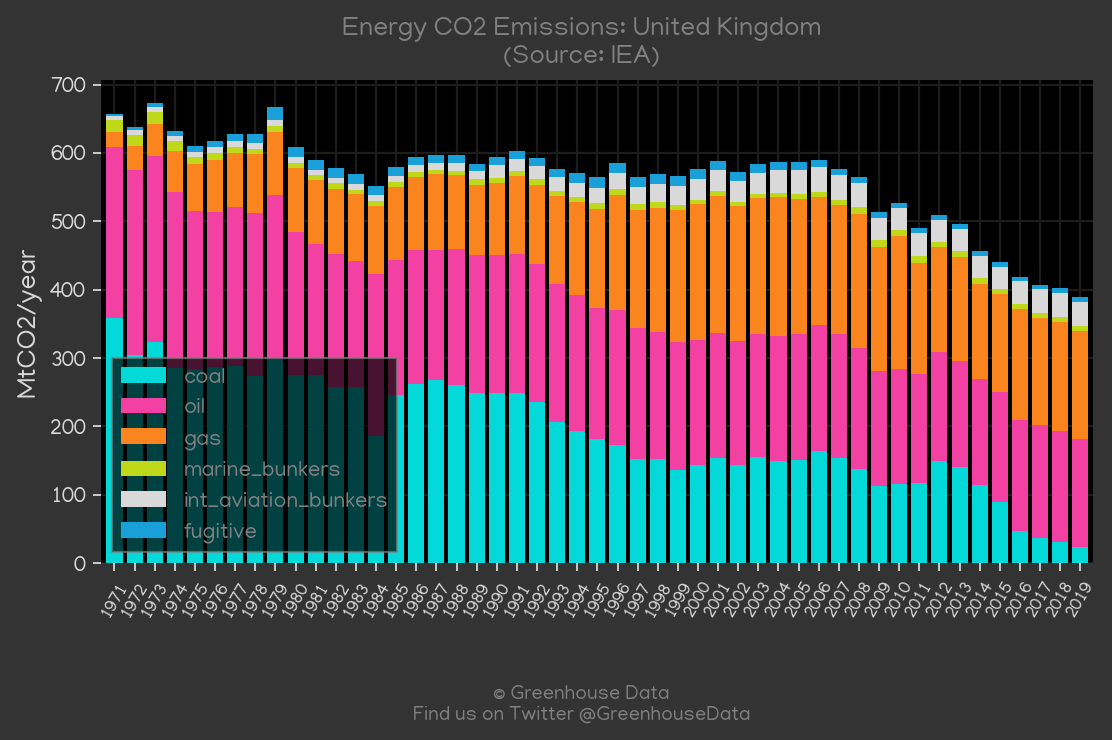 Energy CO2 Emissions: United Kingdom
(Source: IEA)
MtCO2/year
700
600
500
400
300
200
100
0
coal
oil
gas
marine_bunkers
int_aviation_bunkers
fugitive
1971 1972 1973 1974 1975 1976 1977 1978 1979 1980 1981 1982 1983 1984 1985 1986 1987 1988 1989 1990 1991 1992 1993 1994 1995 1996 1997 1998 1999 2000 2001 2002 2003 2004 2005 2006 2007 2008 2009 2010 2011 2012 2013 2014 2015 2016 2017 2018 2019
© Greenhouse Data
Find us on Twitter @GreenhouseData